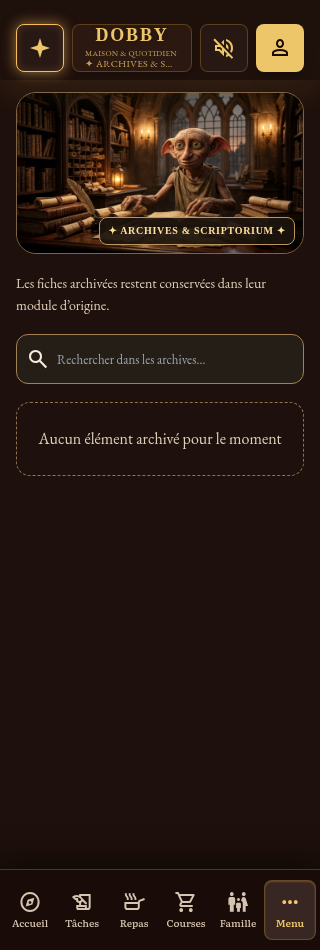 DOBBY
MAISON & QUOTIDIEN
✦ ARCHIVES & S...
✦ ARCHIVES & SCRIPTORIUM ✦
Les fiches archivées restent conservées dans leur
module d’origine.
Rechercher dans les archives...
Aucun élément archivé pour le moment
Accueil
Tâches
Repas
Courses
Famille
Menu